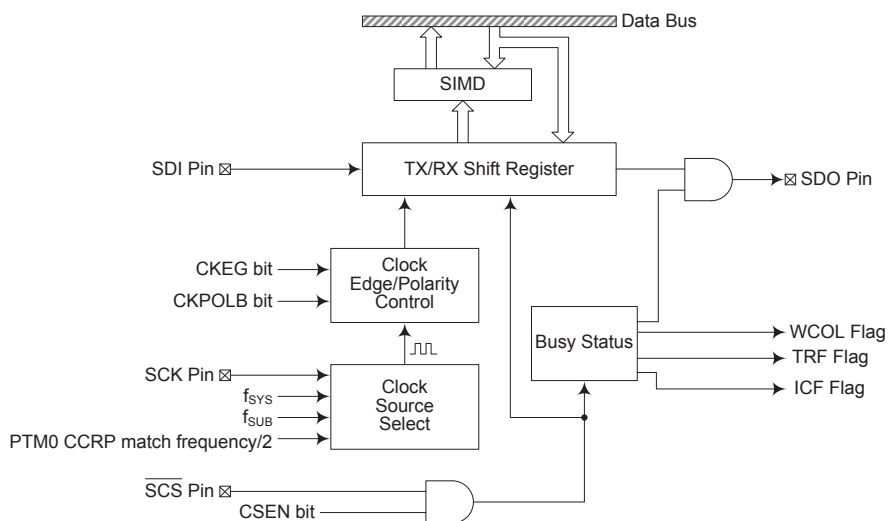 Data Bus
SIMD
SDI Pin
TX/RX Shift Register
SDO Pin
CKEG bit
CKPOLB bit
Clock
Edge/Polarity
Control
Busy Status
WCOL Flag
TRF Flag
ICF Flag
SCK Pin
fSYS
fSUB
PTM0 CCRP match frequency/2
Clock
Source
Select
SCS Pin
CSEN bit